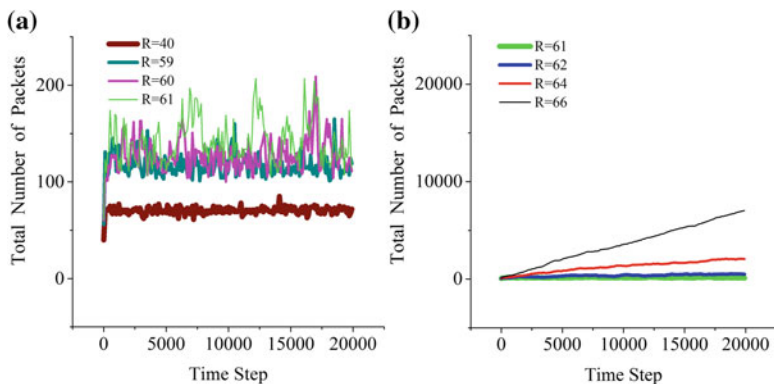 (a)
Total Number of Packets
200
100
0
R=40
R=59
R=60
R=61
0 5000 10000 15000 20000
Time Step
(b)
Total Number of Packets
20000
10000
0
R=61
R=62
R=64
R=66
0 5000 10000 15000 20000
Time Step